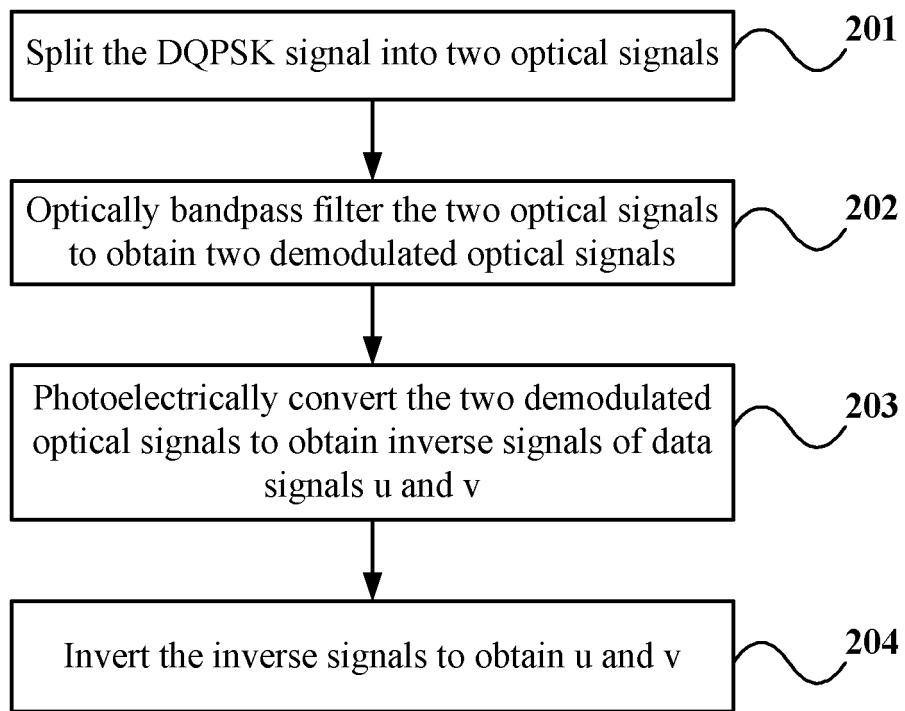 Split the DQPSK signal into two optical signals
201
Optically bandpass filter the two optical signals
to obtain two demodulated optical signals
202
Photoelectrically convert the two demodulated
optical signals to obtain inverse signals of data
signals u and v
203
Invert the inverse signals to obtain u and v
204